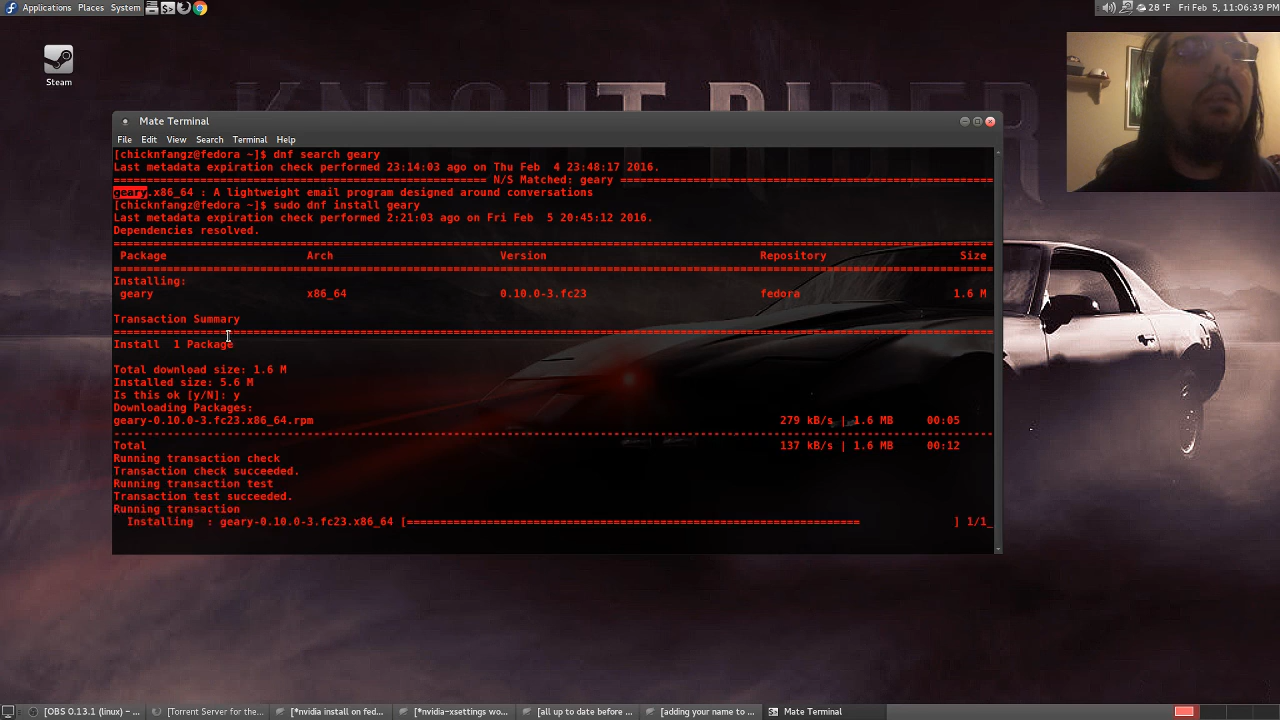 Applications Places System
28 °F Fri Feb 5, 11:06:39 PM
Steam
KNIGHT RIDER
Mate Terminal
File Edit View Search Terminal Help
[chicknfangz@fedora ~]$ dnf search geary
Last metadata expiration check performed 23:14:03 ago on Thu Feb  4 23:48:17 2016.
======================== N/S Matched: geary ========================
geary.x86_64 : A lightweight email program designed around conversations
[chicknfangz@fedora ~]$ sudo dnf install geary
Last metadata expiration check performed 2:21:03 ago on Fri Feb  5 20:45:12 2016.
Dependencies resolved.
Package Arch Version Repository Size
Installing:
geary x86_64 0.10.0-3.fc23 fedora 1.6 M
Transaction Summary
Install  1 Package
Total download size: 1.6 M
Installed size: 5.6 M
Is this ok [y/N]: y
Downloading Packages:
geary-0.10.0-3.fc23.x86_64.rpm 279 kB/s | 1.6 MB 00:05
Total 137 kB/s | 1.6 MB 00:12
Running transaction check
Transaction check succeeded.
Running transaction test
Transaction test succeeded.
Running transaction
Installing  : geary-0.10.0-3.fc23.x86_64 [==================================== ] 1/1
[OBS 0.13.1 (linux) – ... [Torrent Server for the... [*nvidia install on fed... [*nvidia-xsettings wo... [all up to date before ... [adding your name to ... Mate Terminal